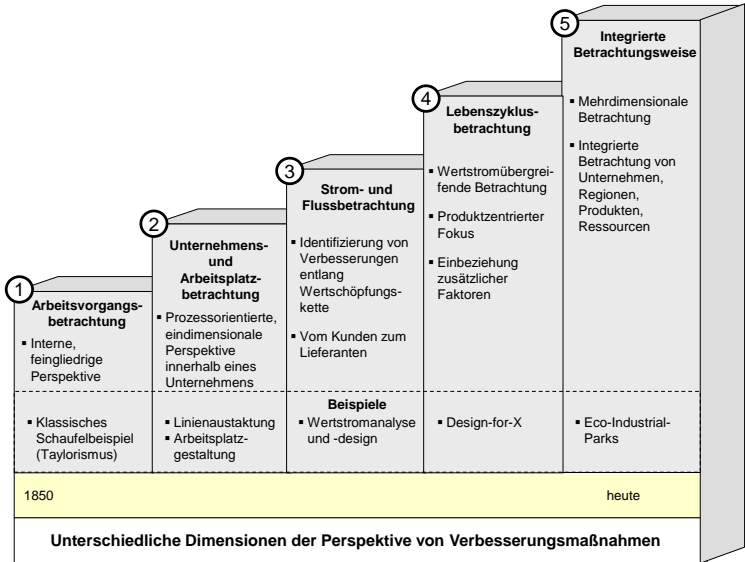 1
Arbeitsvorgangs-
betrachtung
▪ Interne,
feingliedrige
Perspektive
▪ Klassisches
Schaufelbeispiel
(Taylorismus)
2
Unternehmens-
und
Arbeitsplatz-
betrachtung
▪ Prozessorientierte,
eindimensionale
Perspektive
innerhalb eines
Unternehmens
▪ Linienaustaktung
▪ Arbeitsplatz-
gestaltung
3
Strom- und
Flussbetrachtung
▪ Identifizierung von
Verbesserungen
entlang
Wertschöpfungs-
kette
▪ Vom Kunden zum
Lieferanten
Beispiele
▪ Wertstromanalyse
und -design
4
Lebenszyklus-
betrachtung
▪ Wertstromübergrei-
fende Betrachtung
▪ Produktzentrierter
Fokus
▪ Einbeziehung
zusätzlicher
Faktoren
▪ Design-for-X
5
Integrierte
Betrachtungsweise
▪ Mehrdimensionale
Betrachtung
▪ Integrierte
Betrachtung von
Unternehmen,
Regionen,
Produkten,
Ressourcen
▪ Eco-Industrial-
Parks
1850
heute
Unterschiedliche Dimensionen der Perspektive von Verbesserungsmaßnahmen